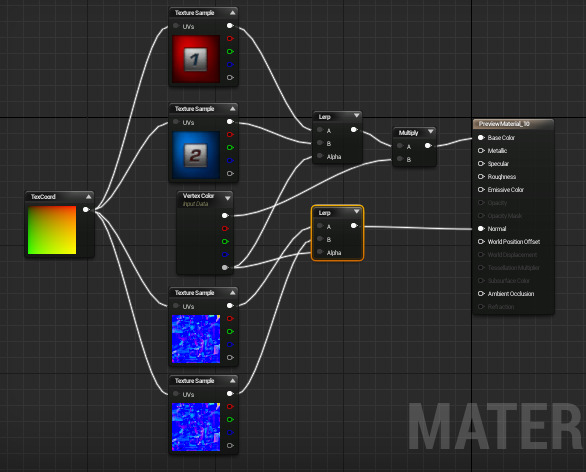 Texture Sample
UVs
1
Texture Sample
UVs
2
TexCoord
Vertex Color
Input Data
Texture Sample
UVs
Texture Sample
UVs
Lerp
A
B
Alpha
Lerp
A
B
Alpha
Multiply
A
B
PreviewMaterial_10
Base Color
Metallic
Specular
Roughness
Emissive Color
Opacity
Opacity Mask
Normal
World Position Offset
World Displacement
Tessellation Multiplier
Subsurface Color
Ambient Occlusion
Refraction
MATER